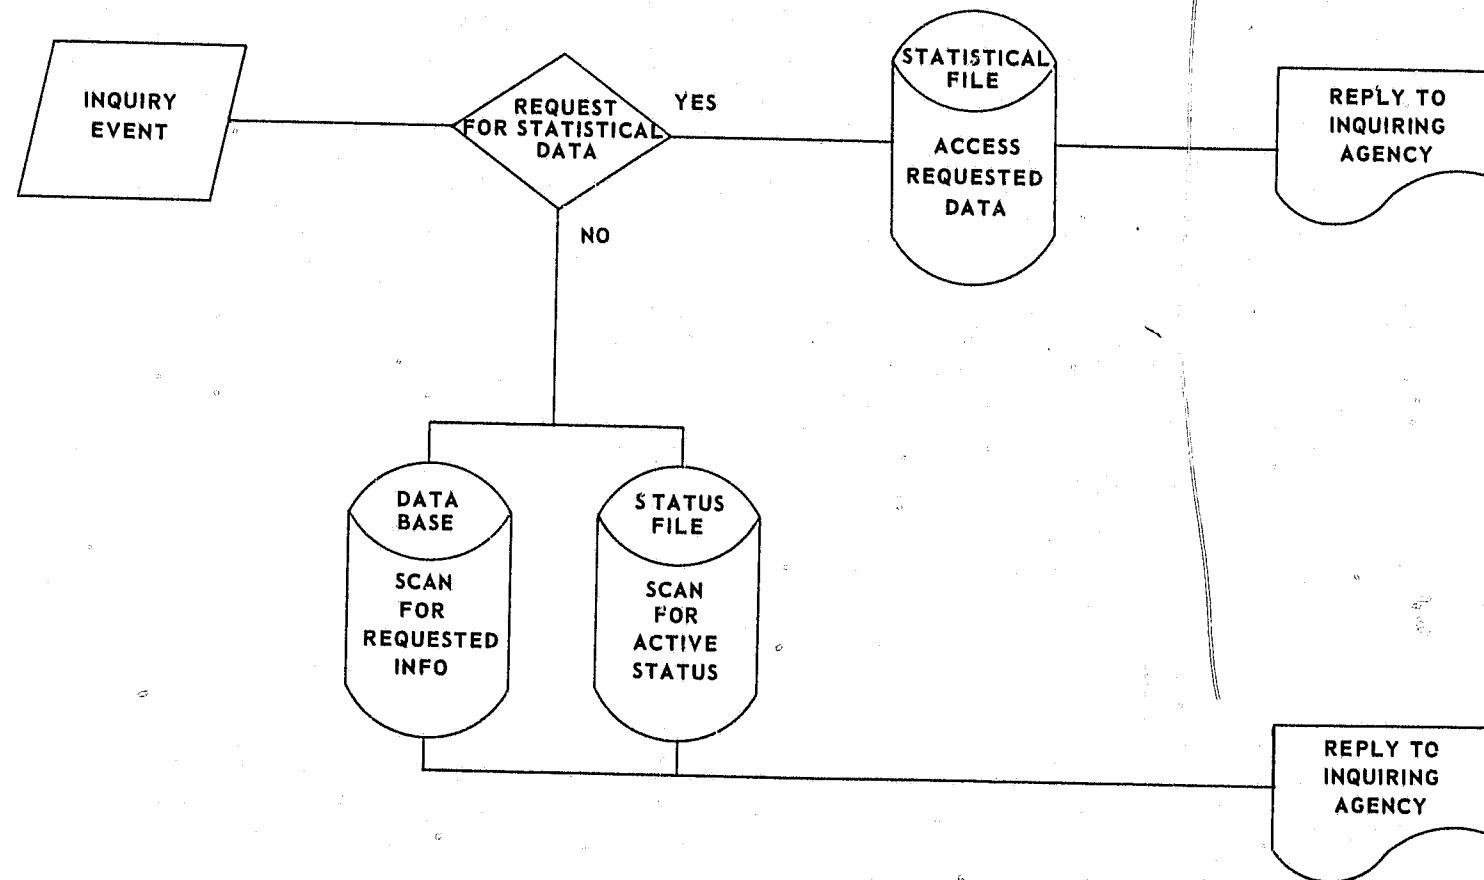 INQUIRY
EVENT
REQUEST
FOR STATISTICAL
DATA
YES
NO
STATISTICAL
FILE
ACCESS
REQUESTED
DATA
REPLY TO
INQUIRING
AGENCY
DATA
BASE
SCAN
FOR
REQUESTED
INFO
STATUS
FILE
SCAN
FOR
ACTIVE
STATUS
REPLY TO
INQUIRING
AGENCY